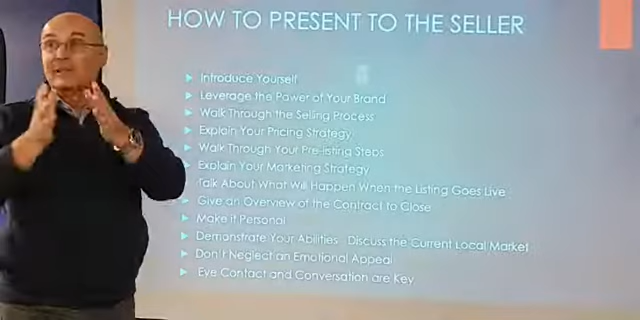 HOW TO PRESENT TO THE SELLER
Introduce Yourself
Leverage the Power of Your Brand
Walk Through the Selling Process
Explain Your Pricing Strategy
Walk Through Your Pre-listing Steps
Explain Your Marketing Strategy
Talk About What Will Happen When the Listing Goes Live
Give an Overview of the Contract to Close
Make it Personal
Demonstrate Your Abilities - Discuss the Current Local Market
Don't Neglect an Emotional Appeal
Eye Contact and Conversation are Key